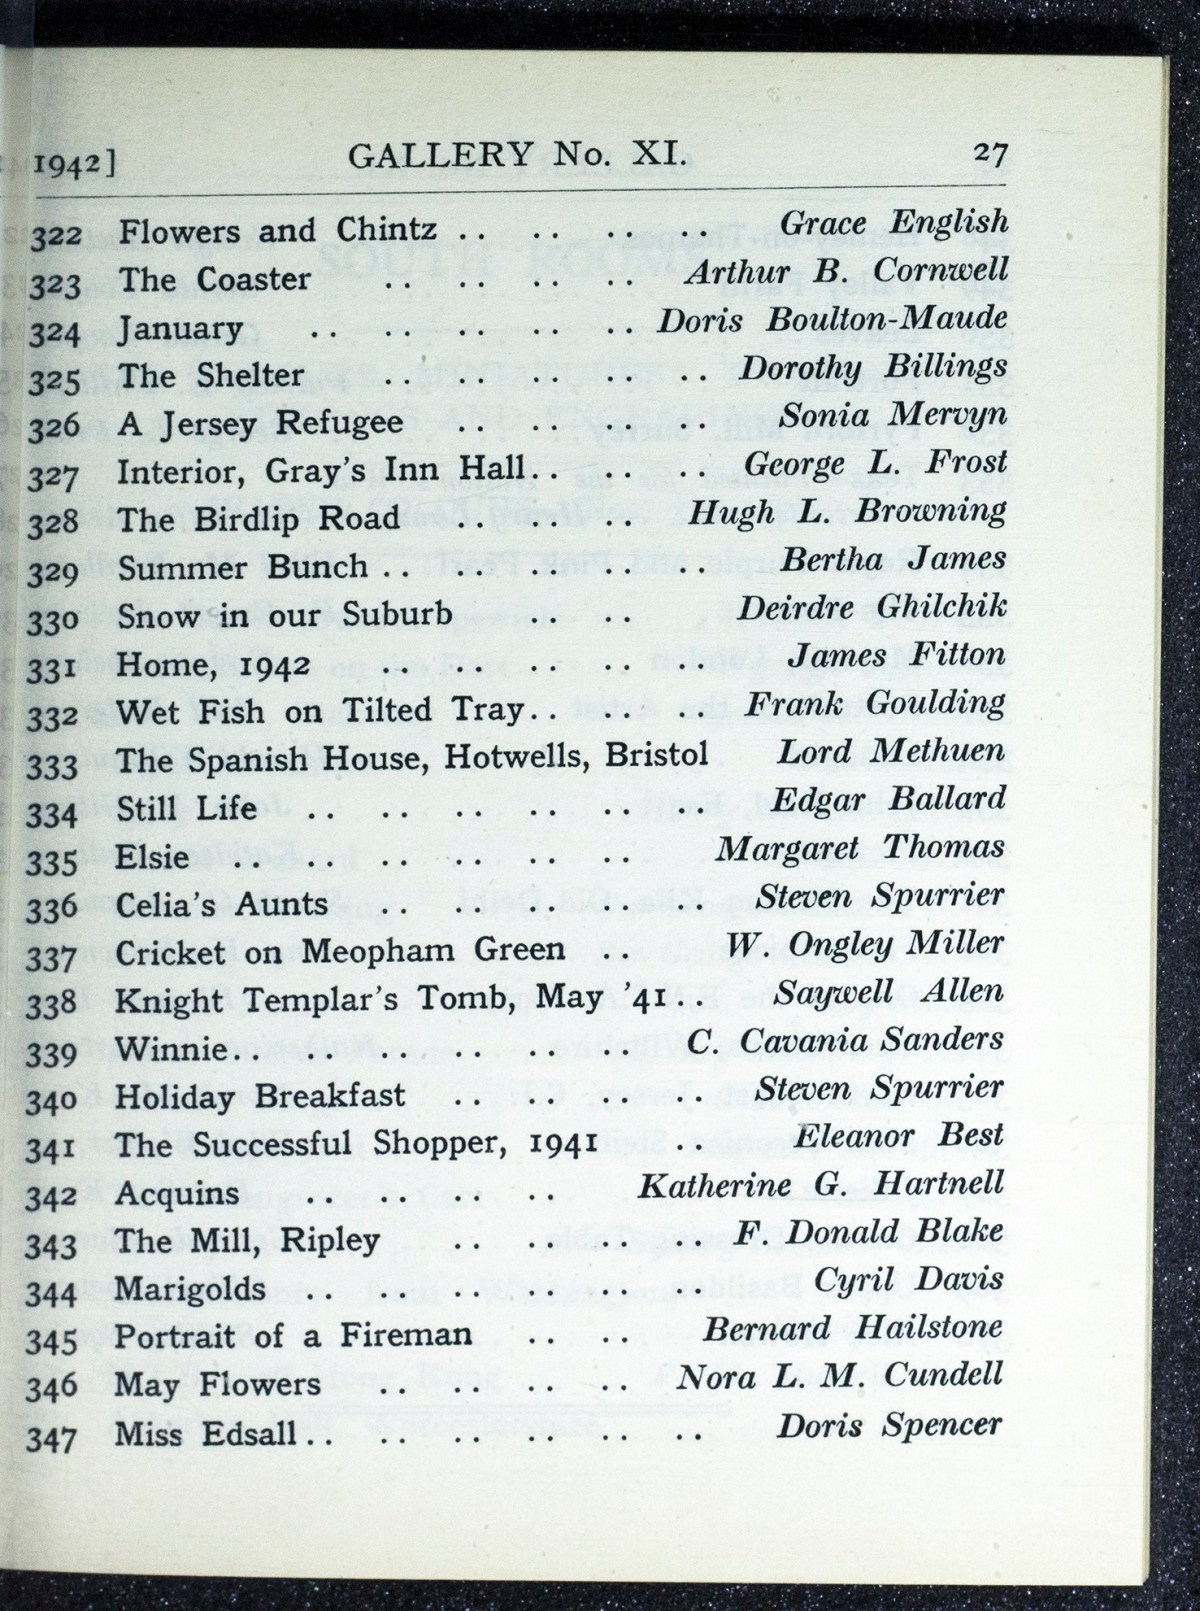 1942] GALLERY No. XI. 27
322 Flowers and Chintz .. .. .. .. Grace English
323 The Coaster .. .. .. .. Arthur B. Cornwell
324 January .. .. .. .. .. Doris Boulton-Maude
325 The Shelter .. .. .. .. .. Dorothy Billings
326 A Jersey Refugee .. .. .. .. Sonia Mervyn
327 Interior, Gray's Inn Hall .. .. .. George L. Frost
328 The Birdlip Road .. .. .. Hugh L. Browning
329 Summer Bunch .. .. .. .. .. Bertha James
330 Snow in our Suburb .. .. Deirdre Ghilchik
331 Home, 1942 .. .. .. .. James Fitton
332 Wet Fish on Tilted Tray .. .. .. Frank Goulding
333 The Spanish House, Hotwells, Bristol Lord Methuen
334 Still Life .. .. .. .. .. .. Edgar Ballard
335 Elsie .. .. .. .. .. .. Margaret Thomas
336 Celia's Aunts .. .. .. .. .. Steven Spurrier
337 Cricket on Meopham Green .. .. W. Ongley Miller
338 Knight Templar's Tomb, May '41 .. Saywell Allen
339 Winnie .. .. .. .. .. .. C. Cavania Sanders
340 Holiday Breakfast .. .. .. .. Steven Spurrier
341 The Successful Shopper, 1941 .. Eleanor Best
342 Acquins .. .. .. .. Katherine G. Hartnell
343 The Mill, Ripley .. .. .. .. F. Donald Blake
344 Marigolds .. .. .. .. .. .. Cyril Davis
345 Portrait of a Fireman .. .. Bernard Hailstone
346 May Flowers .. .. .. .. Nora L. M. Cundell
347 Miss Edsall .. .. .. .. .. .. Doris Spencer